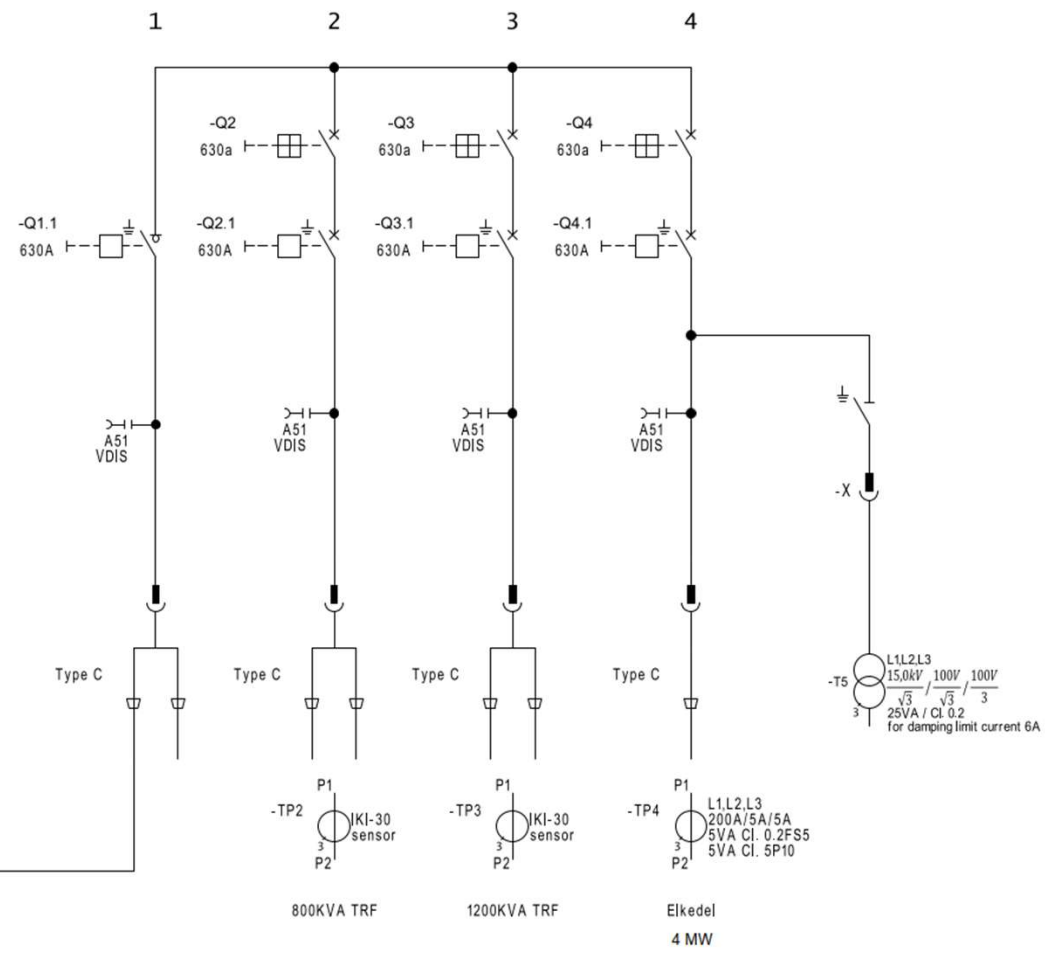 1 2 3 4
-Q2 -Q3 -Q4
630a 630a 630a
-Q1.1 -Q2.1 -Q3.1 -Q4.1
630A 630A 630A 630A
A51 A51 A51 A51
VDIS VDIS VDIS VDIS
-X
Type C Type C Type C Type C
-T5
L1,L2,L3
15,0kV/√3 / 100V/√3 / 100V/3
3
25VA / Cl. 0.2
for damping limit current 6A
P1 P1 P1
-TP2 IKI-30 -TP3 IKI-30 -TP4 L1,L2,L3
sensor sensor 200A/5A/5A
3 3 3 5VA Cl. 0.2FS5
P2 P2 P2 5VA Cl. 5P10
800KVA TRF 1200KVA TRF Elkedel
4 MW